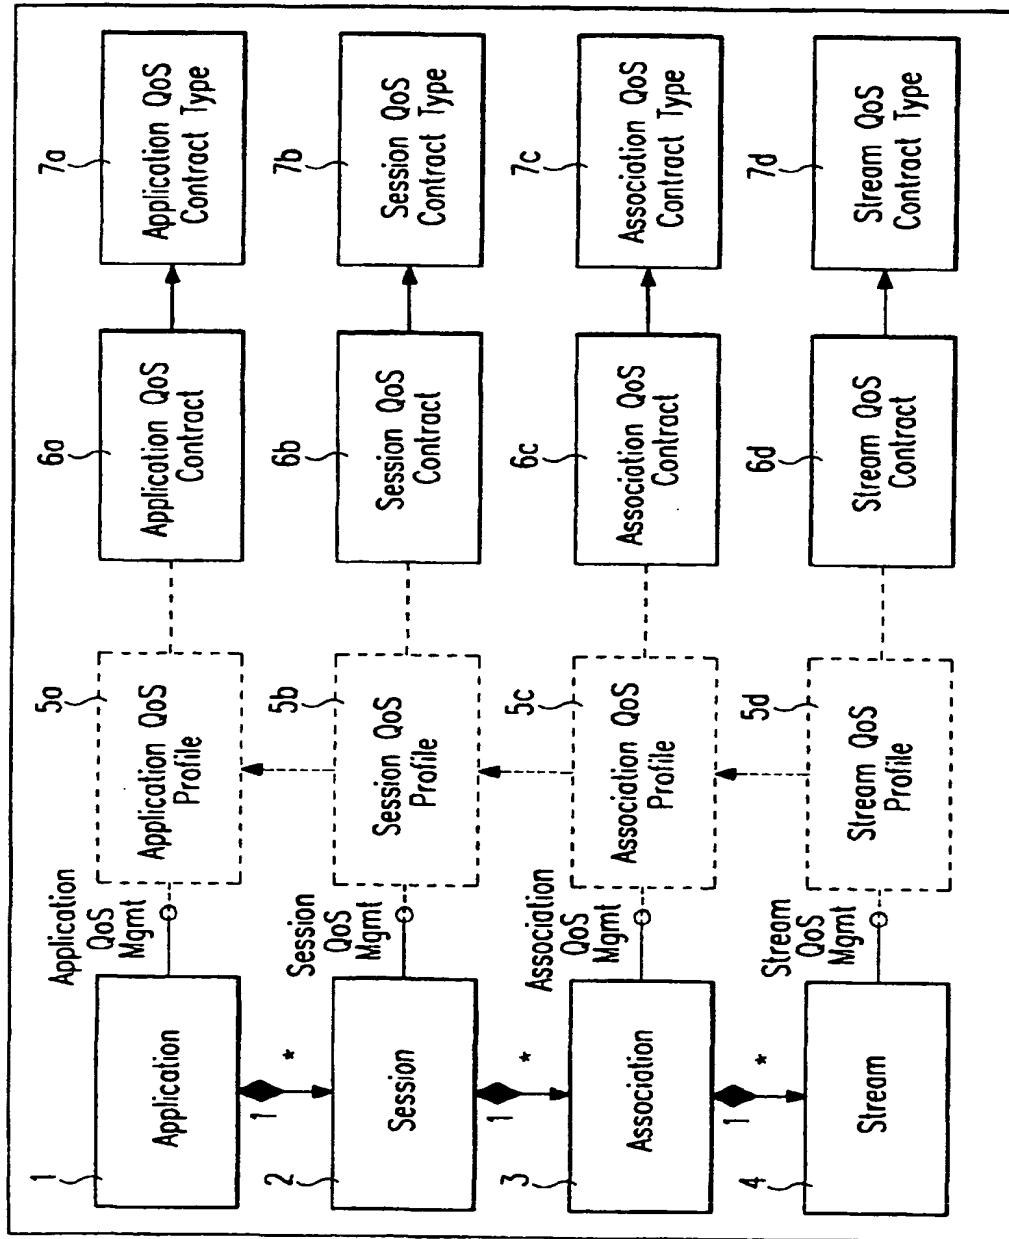 1
Application
Application
QoS
Mgmt
5a
Application QoS
Profile
6a
Application QoS
Contract
7a
Application QoS
Contract Type
1
*
2
Session
Session
QoS
Mgmt
5b
Session QoS
Profile
6b
Session QoS
Contract
7b
Session QoS
Contract Type
1
*
3
Association
Association
QoS
Mgmt
5c
Association QoS
Profile
6c
Association QoS
Contract
7c
Association QoS
Contract Type
1
*
4
Stream
Stream
QoS
Mgmt
5d
Stream QoS
Profile
6d
Stream QoS
Contract
7d
Stream QoS
Contract Type